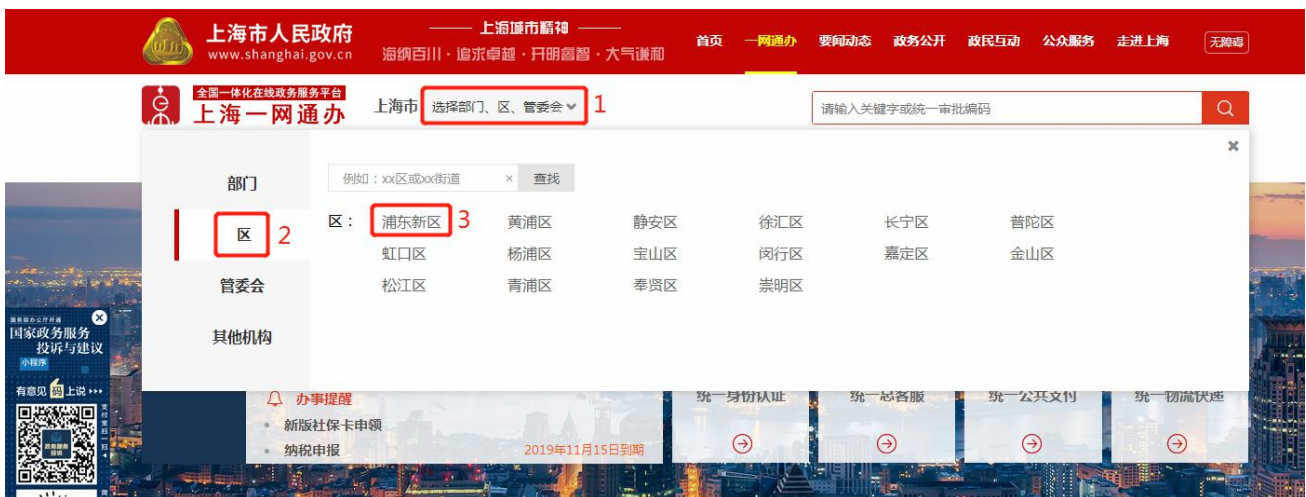 上海市人民政府
www.shanghai.gov.cn
上海城市精神
海纳百川·追求卓越·开明睿智·大气谦和
首页 一网通办 要闻动态 政务公开 政民互动 公众服务 走进上海 无障碍
全国一体化在线政务服务平台
上海一网通办
上海市 选择部门、区、管委会 1
请输入关键字或统一审批编码
部门
例如：xx区或xx街道 × 查找
区 2
区： 浦东新区 3 黄浦区 静安区 徐汇区 长宁区 普陀区
虹口区 杨浦区 宝山区 闵行区 嘉定区 金山区
管委会
松江区 青浦区 奉贤区 崇明区
其他机构
国务院办公厅开通
国家政务服务
投诉与建议
小程序
有意见 码 上说
办事提醒
新版社保卡申领
纳税申报 2019年11月15日到期
统一身份认证 统一总客服 统一公共支付 统一物流快递